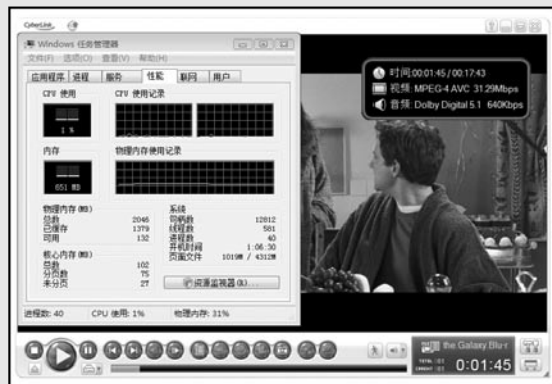 CyberLink
Windows 任务管理器
文件(F) 选项(O) 查看(V) 帮助(H)
应用程序 进程 服务 性能 联网 用户
CPU 使用 CPU 使用记录
1 %
内存 物理内存使用记录
651 MB
物理内存(MB)
总数 2046
已缓存 1379
可用 132
核心内存(MB)
总数 102
分页数 75
未分页 27
系统
句柄数 12812
线程数 561
进程数 40
开机时间 1:06:30
页面文件 1019M / 4312M
资源监视器(R)...
进程数: 40 CPU 使用: 1% 物理内存: 31%
时间:00:01:45/00:17:43
视频: MPEG-4 AVC 31.29Mbps
音频: Dolby Digital 5.1 640Kbps
the Galaxy Blu-r
0:01:45